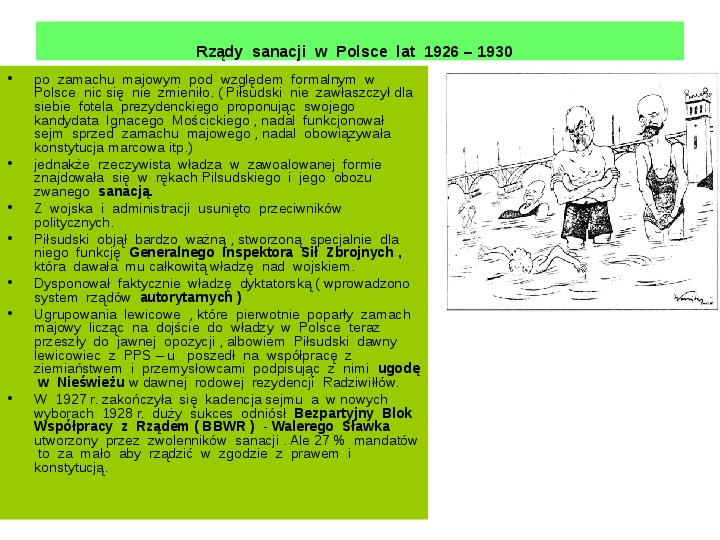 Rządy sanacji w Polsce lat 1926 – 1930
• po zamachu majowym pod względem formalnym w
Polsce nic się nie zmieniło. ( Piłsudski nie zawłaszczył dla
siebie fotela prezydenckiego proponując swojego
kandydata Ignacego Mościckiego , nadal funkcjonował
sejm sprzed zamachu majowego , nadal obowiązywała
konstytucja marcowa itp.)
• jednakże rzeczywista władza w zawoalowanej formie
znajdowała się w rękach Pilsudskiego i jego obozu
zwanego sanacją.
• Z wojska i administracji usunięto przeciwników
politycznych.
• Piłsudski objął bardzo ważną , stworzoną specjalnie dla
niego funkcję Generalnego Inspektora Sił Zbrojnych ,
która dawała mu całkowitą władzę nad wojskiem.
• Dysponował faktycznie władzę dyktatorską ( wprowadzono
system rządów autorytarnych )
• Ugrupowania lewicowe , które pierwotnie poparły zamach
majowy licząc na dojście do władzy w Polsce teraz
przeszły do jawnej opozycji , albowiem Piłsudski dawny
lewicowiec z PPS – u poszedł na współpracę z
ziemiaństwem i przemysłowcami podpisując z nimi ugodę
w Nieświeżu w dawnej rodowej rezydencji Radziwiłłów.
• W 1927 r. zakończyła się kadencja sejmu a w nowych
wyborach 1928 r. duży sukces odniósł Bezpartyjny Blok
Współpracy z Rządem ( BBWR ) - Walerego Sławka
utworzony przez zwolenników sanacji . Ale 27 % mandatów
to za mało aby rządzić w zgodzie z prawem i
konstytucją.